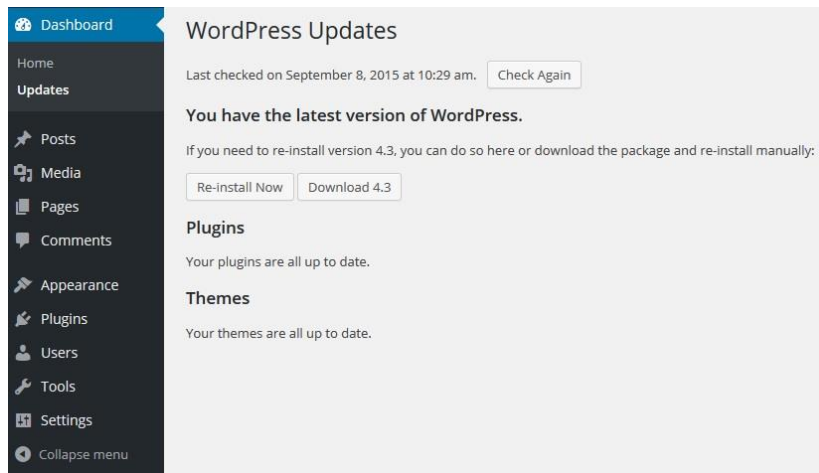 Dashboard
Home
Updates
Posts
Media
Pages
Comments
Appearance
Plugins
Users
Tools
Settings
Collapse menu
WordPress Updates
Last checked on September 8, 2015 at 10:29 am. Check Again
You have the latest version of WordPress.
If you need to re-install version 4.3, you can do so here or download the package and re-install manually:
Re-install Now Download 4.3
Plugins
Your plugins are all up to date.
Themes
Your themes are all up to date.